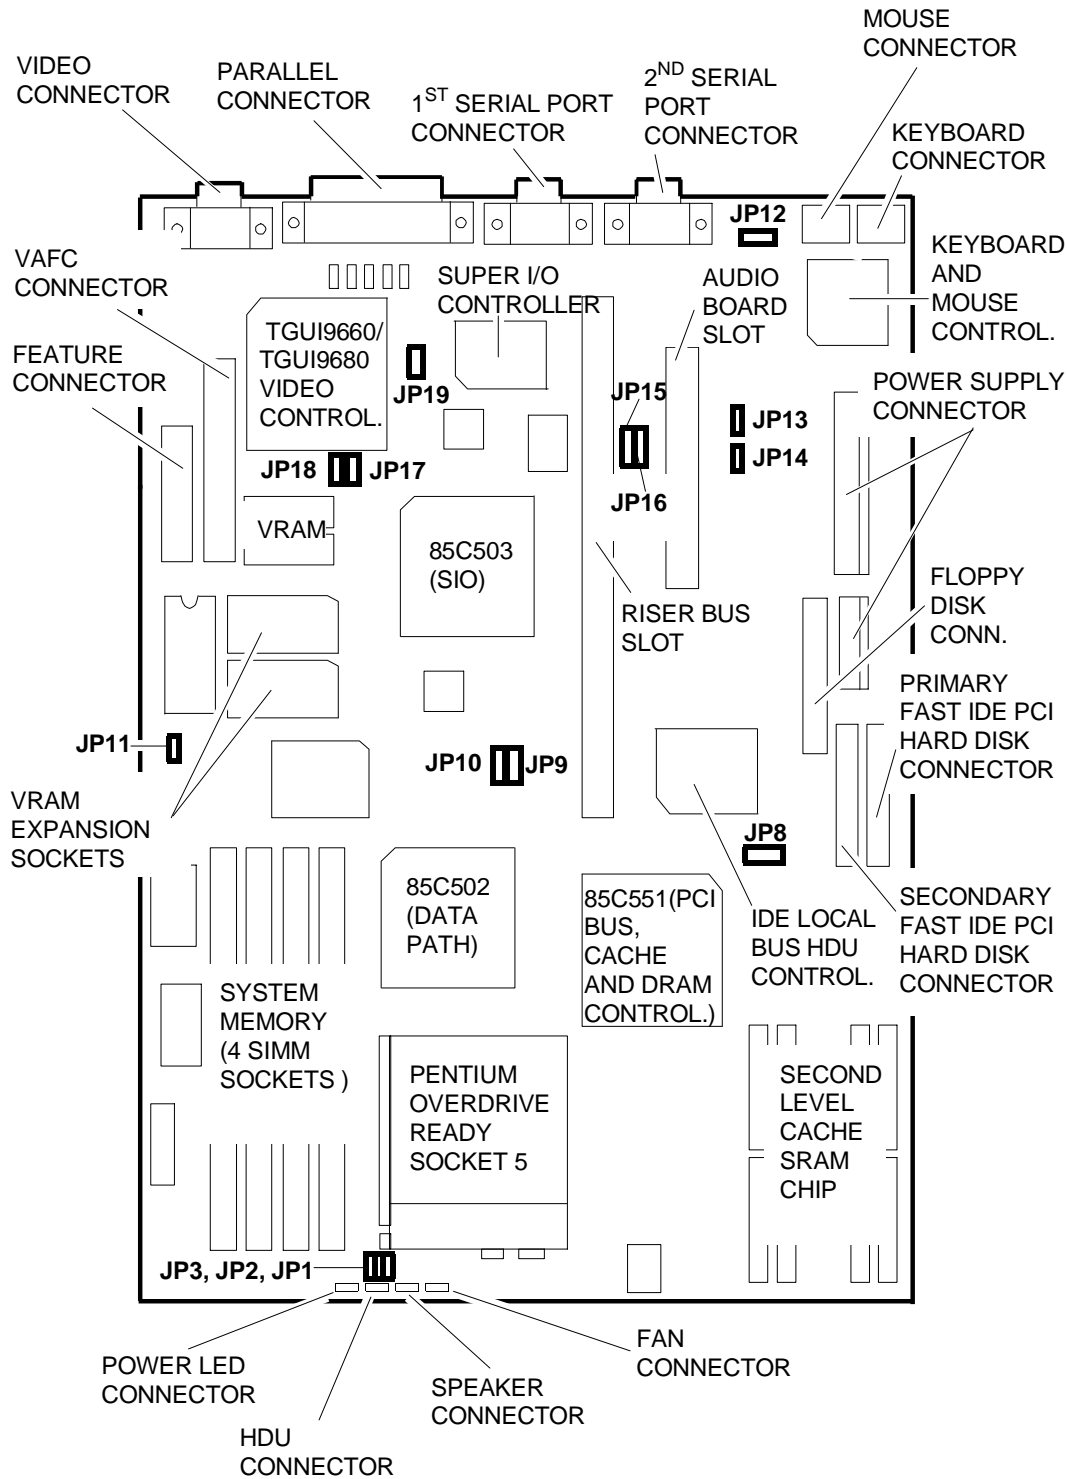 MOUSE
CONNECTOR
VIDEO
CONNECTOR
PARALLEL
CONNECTOR
1ST SERIAL PORT
CONNECTOR
2ND SERIAL
PORT
CONNECTOR
KEYBOARD
CONNECTOR
JP12
VAFC
CONNECTOR
SUPER I/O
CONTROLLER
AUDIO
BOARD
SLOT
KEYBOARD
AND
MOUSE
CONTROL.
FEATURE
CONNECTOR
TGUI9660/
TGUI9680
VIDEO
CONTROL.
JP19
JP15
POWER SUPPLY
CONNECTOR
JP13
JP14
JP18
JP17
JP16
VRAM
85C503
(SIO)
RISER BUS
SLOT
FLOPPY
DISK
CONN.
PRIMARY
FAST IDE PCI
HARD DISK
CONNECTOR
JP11
JP10
JP9
VRAM
EXPANSION
SOCKETS
JP8
85C502
(DATA
PATH)
85C551(PCI
BUS,
CACHE
AND DRAM
CONTROL.)
IDE LOCAL
BUS HDU
CONTROL.
SECONDARY
FAST IDE PCI
HARD DISK
CONNECTOR
SYSTEM
MEMORY
(4 SIMM
SOCKETS )
PENTIUM
OVERDRIVE
READY
SOCKET 5
SECOND
LEVEL
CACHE
SRAM
CHIP
JP3, JP2, JP1
POWER LED
CONNECTOR
HDU
CONNECTOR
SPEAKER
CONNECTOR
FAN
CONNECTOR